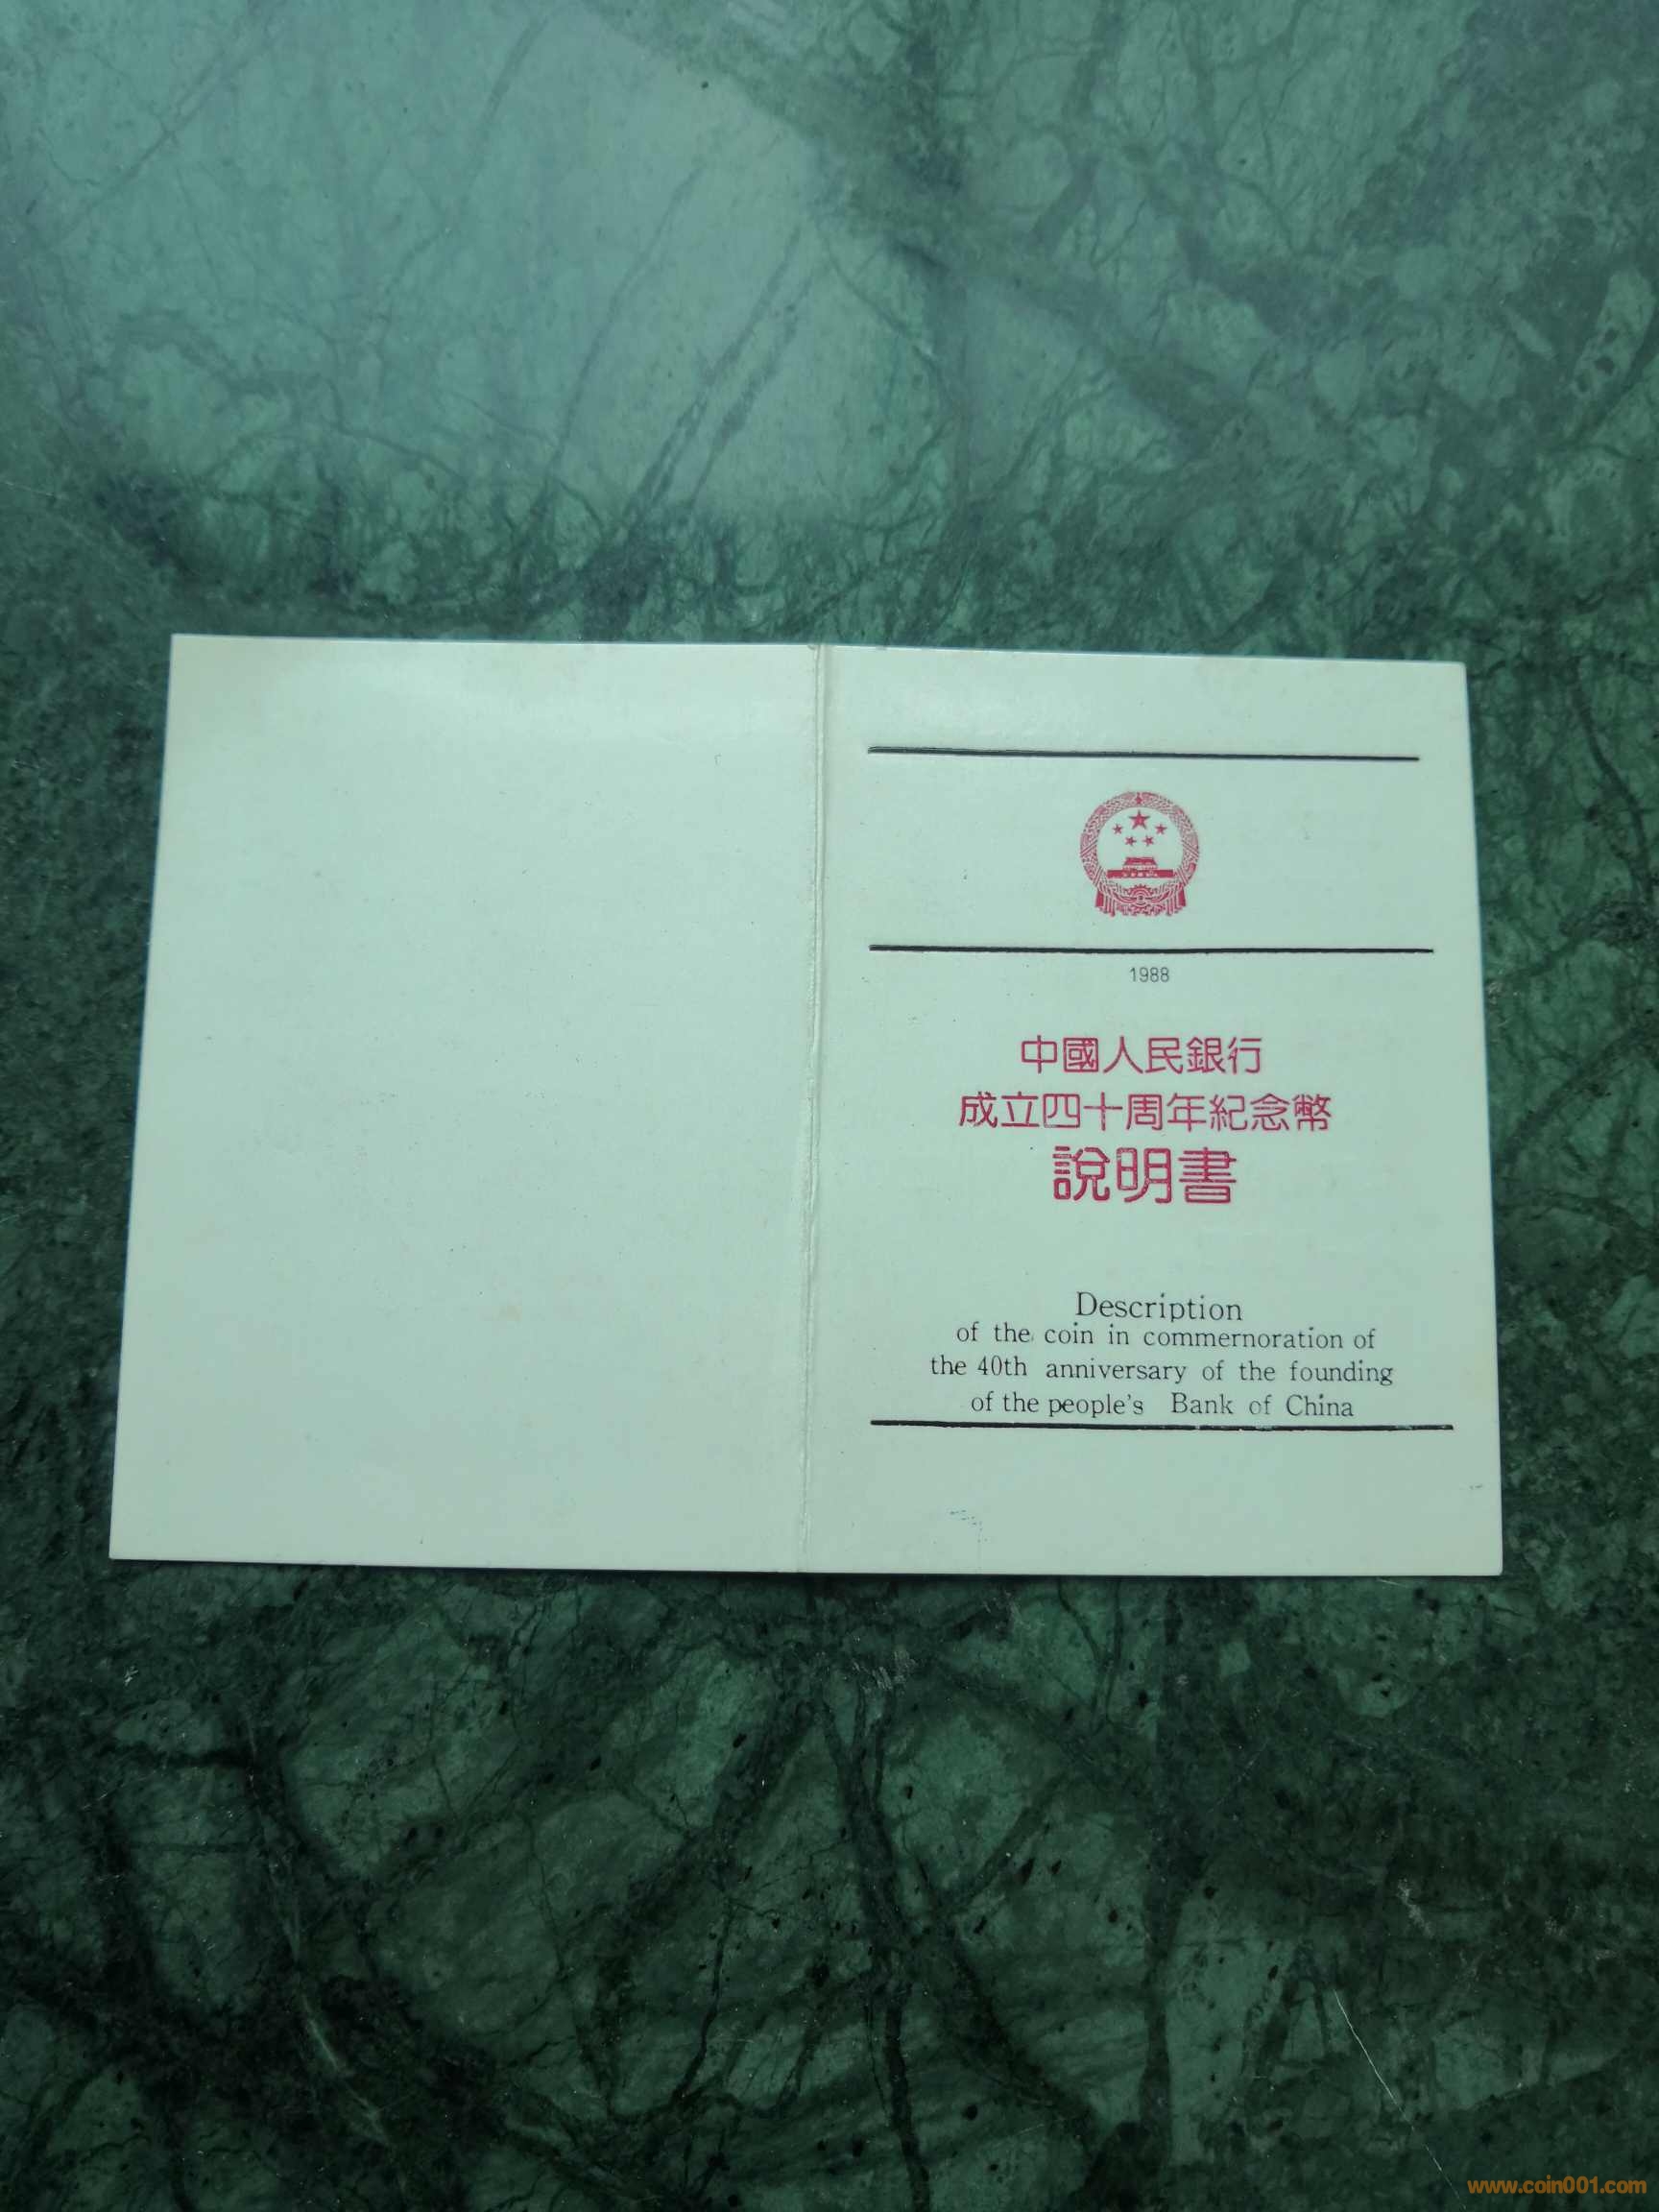 1988
中國人民銀行
成立四十周年紀念幣
說明書
Description
of the coin in commernoration of
the 40th anniversary of the founding
of the people's Bank of China
www.coin001.com